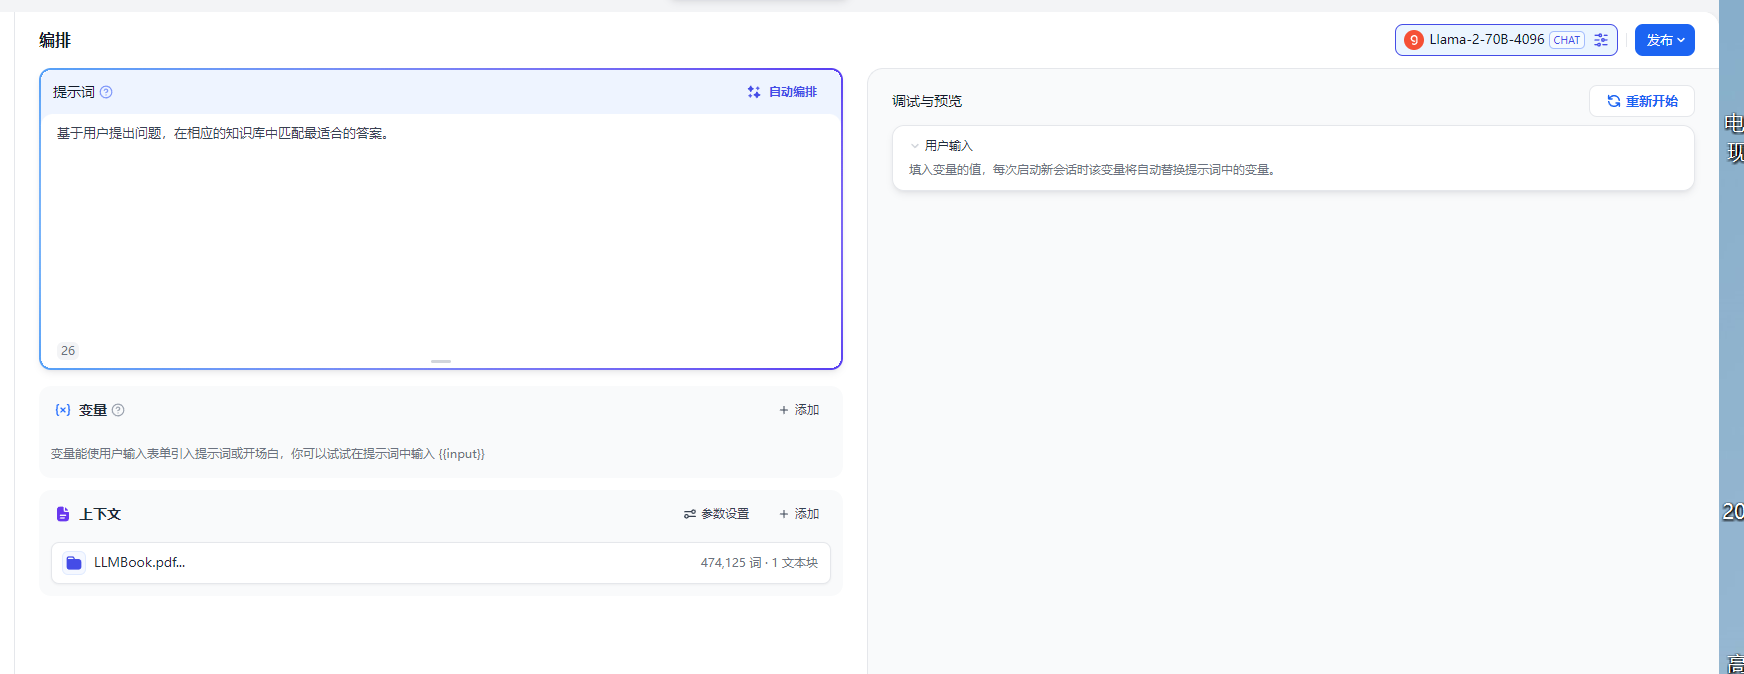 编排
9 Llama-2-70B-4096 CHAT
发布
提示词
自动编排
基于用户提出问题，在相应的知识库中匹配最适合的答案。
26
变量
+ 添加
变量能使用户输入表单引入提示词或开场白，你可以试试在提示词中输入 {{input}}
上下文
参数设置
+ 添加
LLMBook.pdf...
474,125 词 · 1 文本块
调试与预览
重新开始
用户输入
填入变量的值，每次启动新会话时该变量将自动替换提示词中的变量。
电
现
20
高